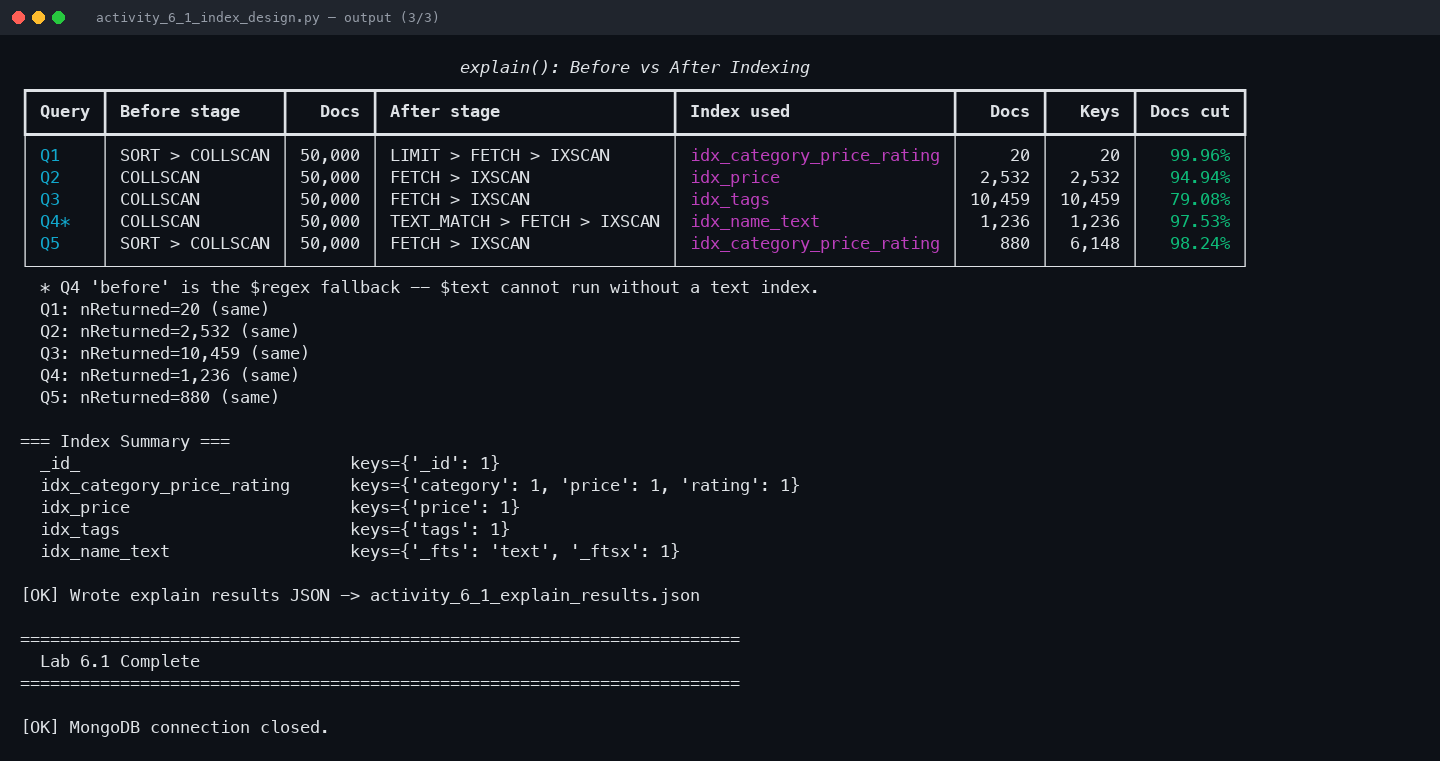 activity_6_1_index_design.py — output (3/3)
explain(): Before vs After Indexing
Query Before stage Docs After stage Index used Docs Keys Docs cut
Q1 SORT > COLLSCAN 50,000 LIMIT > FETCH > IXSCAN idx_category_price_rating 20 20 99.96%
Q2 COLLSCAN 50,000 FETCH > IXSCAN idx_price 2,532 2,532 94.94%
Q3 COLLSCAN 50,000 FETCH > IXSCAN idx_tags 10,459 10,459 79.08%
Q4* COLLSCAN 50,000 TEXT_MATCH > FETCH > IXSCAN idx_name_text 1,236 1,236 97.53%
Q5 SORT > COLLSCAN 50,000 FETCH > IXSCAN idx_category_price_rating 880 6,148 98.24%
* Q4 'before' is the $regex fallback -- $text cannot run without a text index.
Q1: nReturned=20 (same)
Q2: nReturned=2,532 (same)
Q3: nReturned=10,459 (same)
Q4: nReturned=1,236 (same)
Q5: nReturned=880 (same)
=== Index Summary ===
_id_ keys={'_id': 1}
idx_category_price_rating keys={'category': 1, 'price': 1, 'rating': 1}
idx_price keys={'price': 1}
idx_tags keys={'tags': 1}
idx_name_text keys={'_fts': 'text', '_ftsx': 1}
[OK] Wrote explain results JSON -> activity_6_1_explain_results.json
========================================================================
Lab 6.1 Complete
========================================================================
[OK] MongoDB connection closed.